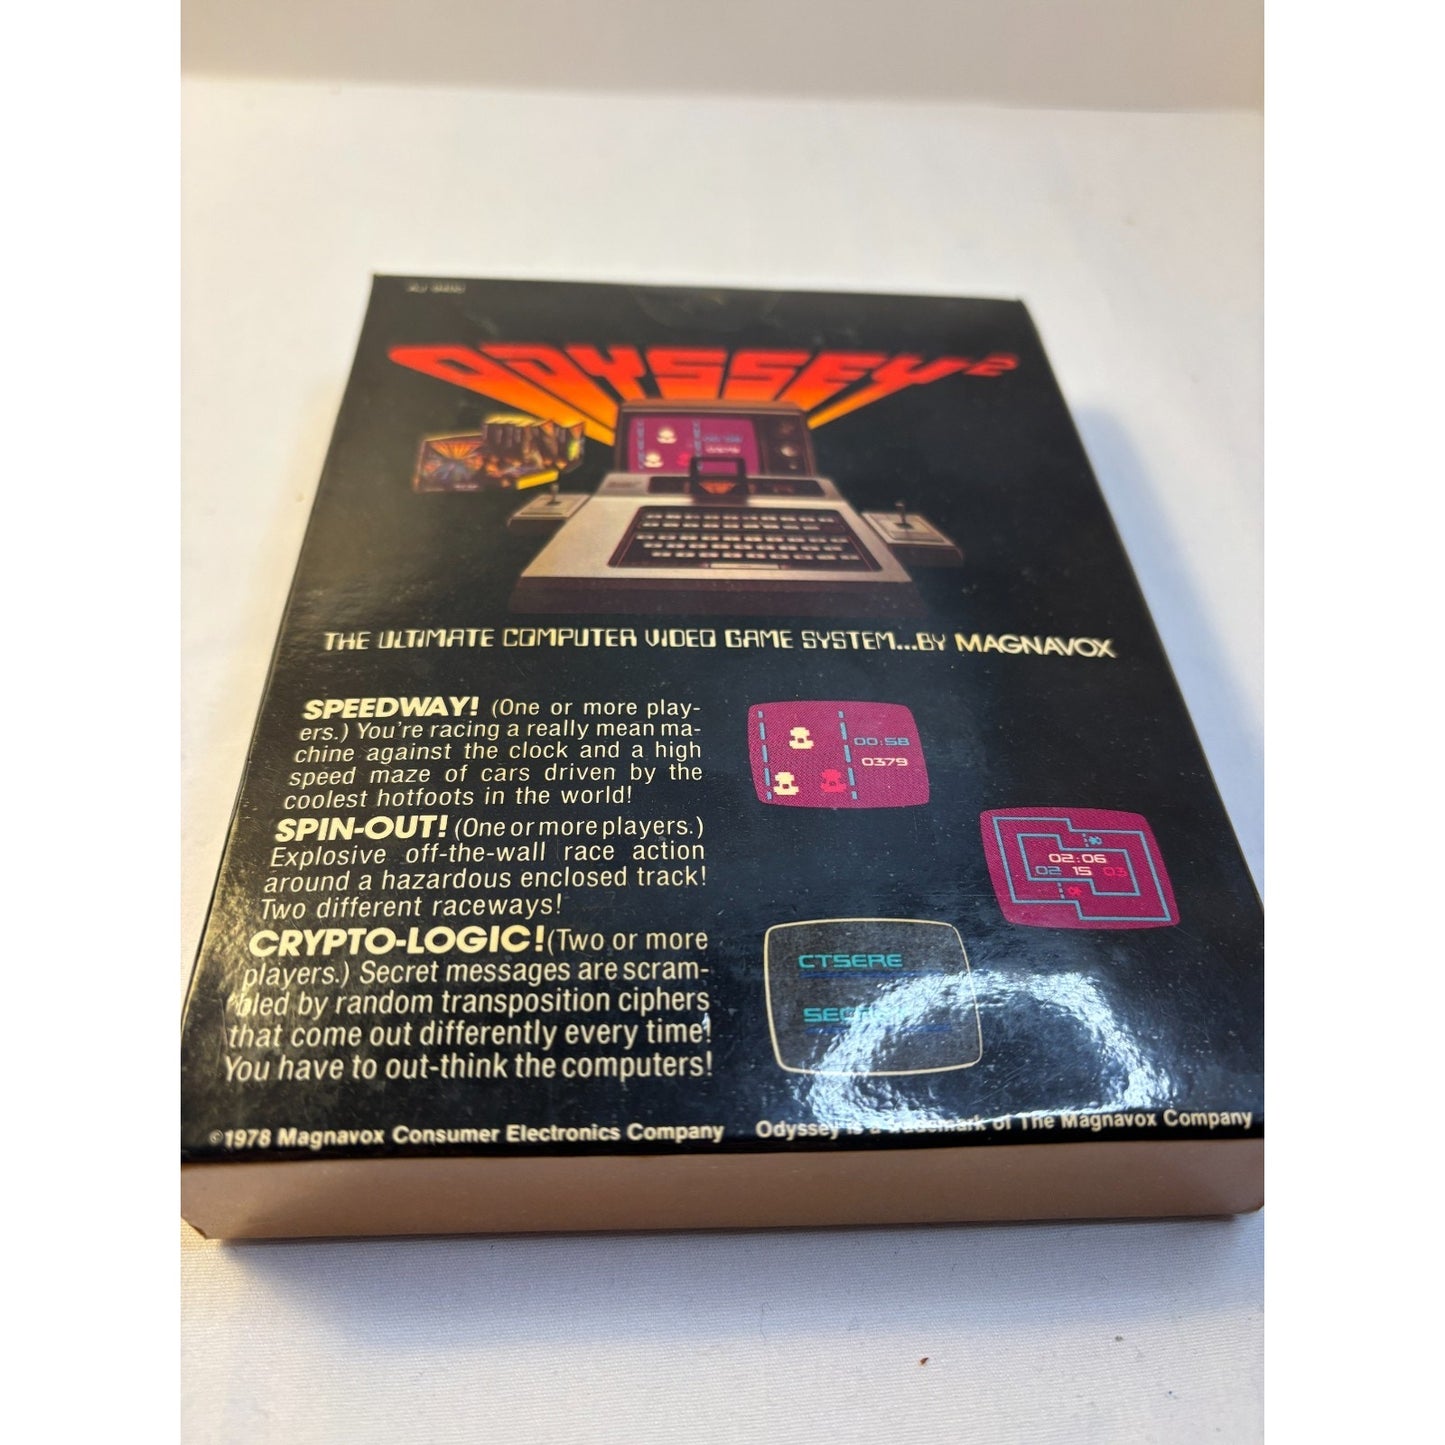 ODYSSEY²
THE ULTIMATE COMPUTER VIDEO GAME SYSTEM...BY MAGNAVOX
SPEEDWAY! (One or more play-
ers.) You're racing a really mean ma-
chine against the clock and a high
speed maze of cars driven by the
coolest hotfoots in the world!
00:58
0379
SPIN-OUT! (One or more players.)
Explosive off-the-wall race action
around a hazardous enclosed track!
Two different raceways!
02:06
02 15 03
CRYPTO-LOGIC! (Two or more
players.) Secret messages are scram-
bled by random transposition ciphers
that come out differently every time!
You have to out-think the computers!
CTSERE
©1978 Magnavox Consumer Electronics Company
Odyssey is a trademark of The Magnavox Company